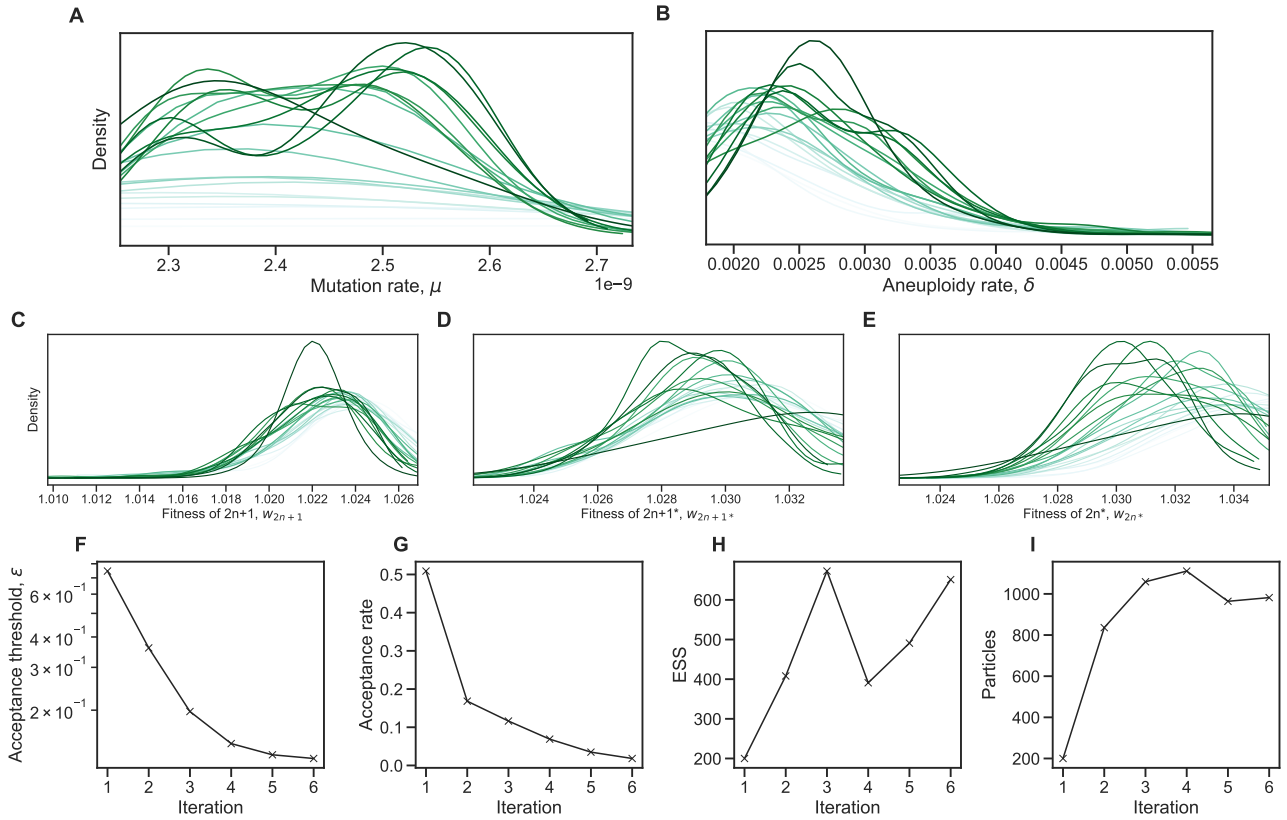 A
B
Density
2.3 2.4 2.5 2.6 2.7
1e−9
Mutation rate, μ
0.0020 0.0025 0.0030 0.0035 0.0040 0.0045 0.0050 0.0055
Aneuploidy rate, δ
C
D
E
Density
1.010 1.012 1.014 1.016 1.018 1.020 1.022 1.024 1.026
Fitness of 2n+1, w2n+1
1.024 1.026 1.028 1.030 1.032
Fitness of 2n+1*, w2n+1*
1.024 1.026 1.028 1.030 1.032 1.034
Fitness of 2n*, w2n*
F
G
H
I
Acceptance threshold, ε
6 × 10⁻¹
4 × 10⁻¹
3 × 10⁻¹
2 × 10⁻¹
1 2 3 4 5 6
Iteration
Acceptance rate
0.5
0.4
0.3
0.2
0.1
0.0
1 2 3 4 5 6
Iteration
ESS
600
500
400
300
200
1 2 3 4 5 6
Iteration
Particles
1000
800
600
400
200
1 2 3 4 5 6
Iteration